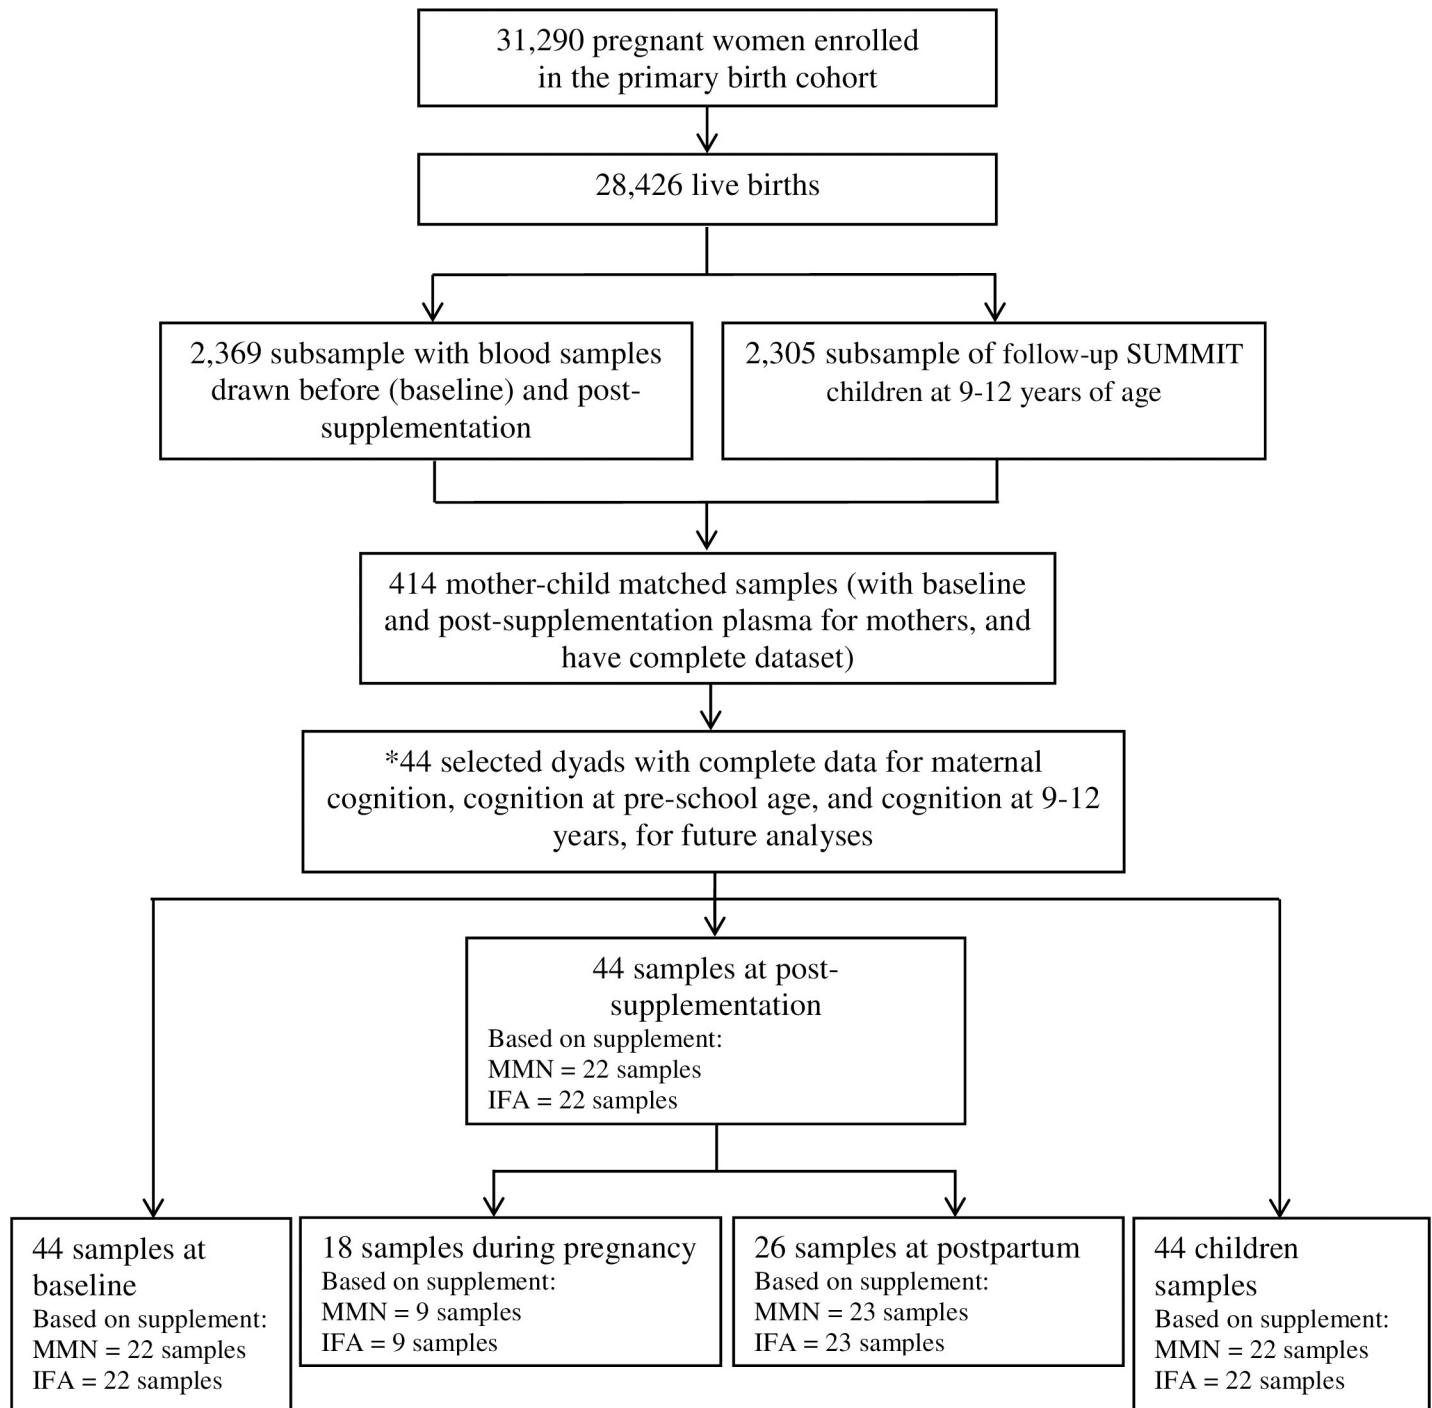 31,290 pregnant women enrolled
in the primary birth cohort
28,426 live births
2,369 subsample with blood samples
drawn before (baseline) and post-
supplementation
2,305 subsample of follow-up SUMMIT
children at 9-12 years of age
414 mother-child matched samples (with baseline
and post-supplementation plasma for mothers, and
have complete dataset)
*44 selected dyads with complete data for maternal
cognition, cognition at pre-school age, and cognition at 9-12
years, for future analyses
44 samples at post-
supplementation
Based on supplement:
MMN = 22 samples
IFA = 22 samples
44 samples at
baseline
Based on supplement:
MMN = 22 samples
IFA = 22 samples
18 samples during pregnancy
Based on supplement:
MMN = 9 samples
IFA = 9 samples
26 samples at postpartum
Based on supplement:
MMN = 23 samples
IFA = 23 samples
44 children
samples
Based on supplement:
MMN = 22 samples
IFA = 22 samples